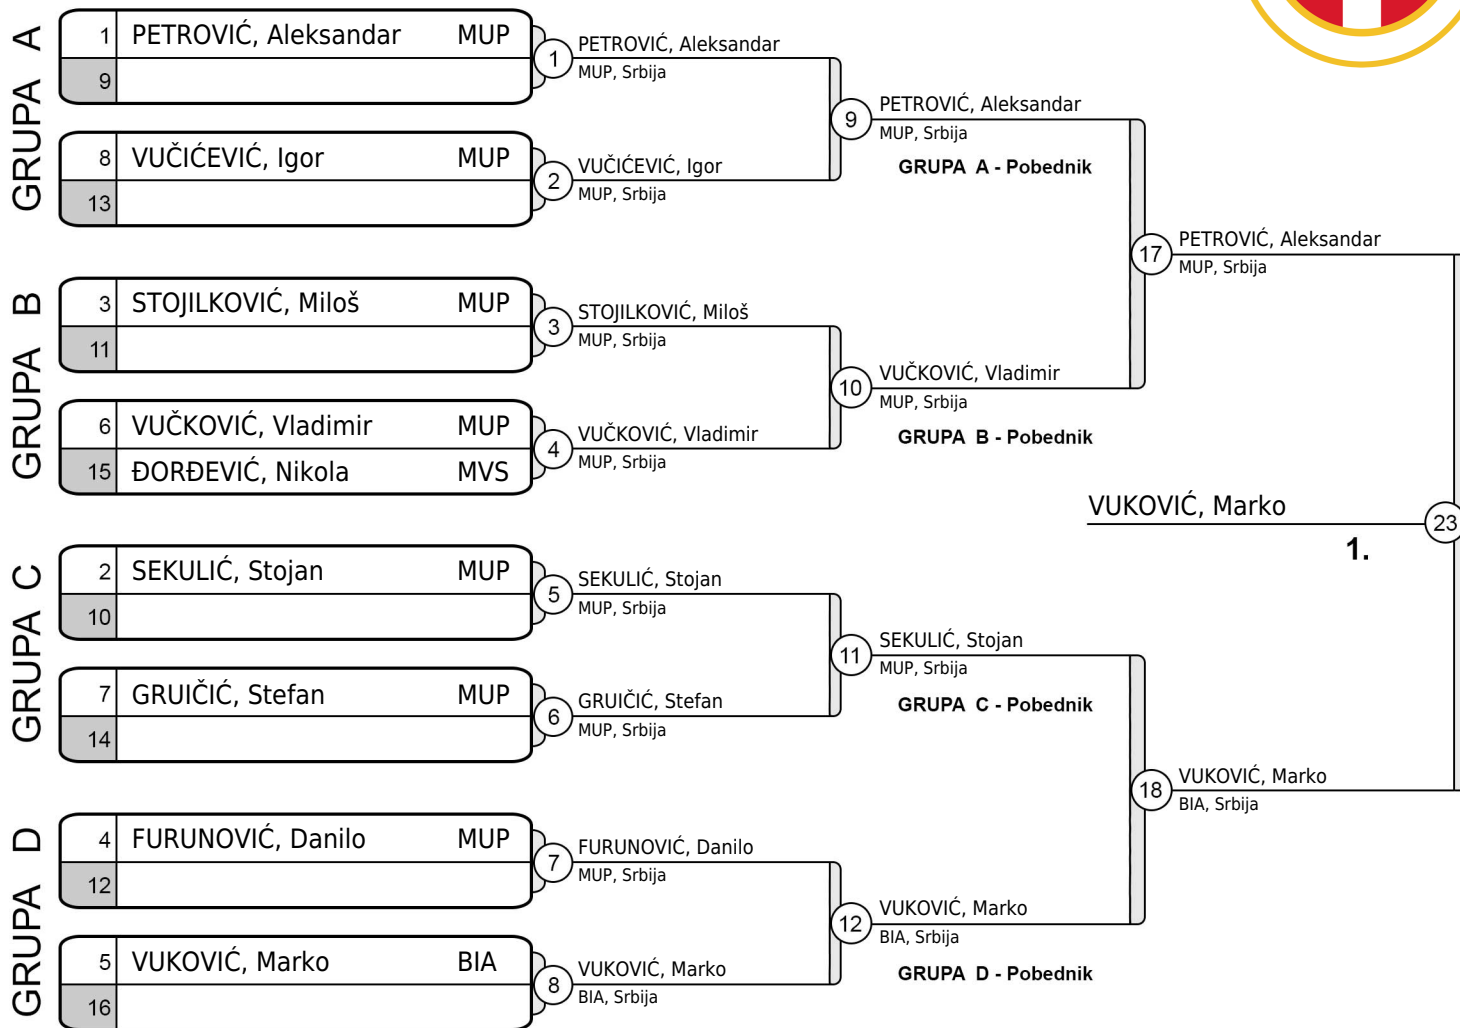 GRUPA A
1 PETROVIĆ, Aleksandar MUP
9
8 VUČIĆEVIĆ, Igor MUP
13
GRUPA B
3 STOJILKOVIĆ, Miloš MUP
11
6 VUČKOVIĆ, Vladimir MUP
15 ĐORĐEVIĆ, Nikola MVS
GRUPA C
2 SEKULIĆ, Stojan MUP
10
7 GRUIČIĆ, Stefan MUP
14
GRUPA D
4 FURUNOVIĆ, Danilo MUP
12
5 VUKOVIĆ, Marko BIA
16
1 PETROVIĆ, Aleksandar
MUP, Srbija
2 VUČIĆEVIĆ, Igor
MUP, Srbija
3 STOJILKOVIĆ, Miloš
MUP, Srbija
4 VUČKOVIĆ, Vladimir
MUP, Srbija
5 SEKULIĆ, Stojan
MUP, Srbija
6 GRUIČIĆ, Stefan
MUP, Srbija
7 FURUNOVIĆ, Danilo
MUP, Srbija
8 VUKOVIĆ, Marko
BIA, Srbija
9 PETROVIĆ, Aleksandar
MUP, Srbija
GRUPA A - Pobednik
10 VUČKOVIĆ, Vladimir
MUP, Srbija
GRUPA B - Pobednik
11 SEKULIĆ, Stojan
MUP, Srbija
GRUPA C - Pobednik
12 VUKOVIĆ, Marko
BIA, Srbija
GRUPA D - Pobednik
17 PETROVIĆ, Aleksandar
MUP, Srbija
18 VUKOVIĆ, Marko
BIA, Srbija
VUKOVIĆ, Marko 23
1.